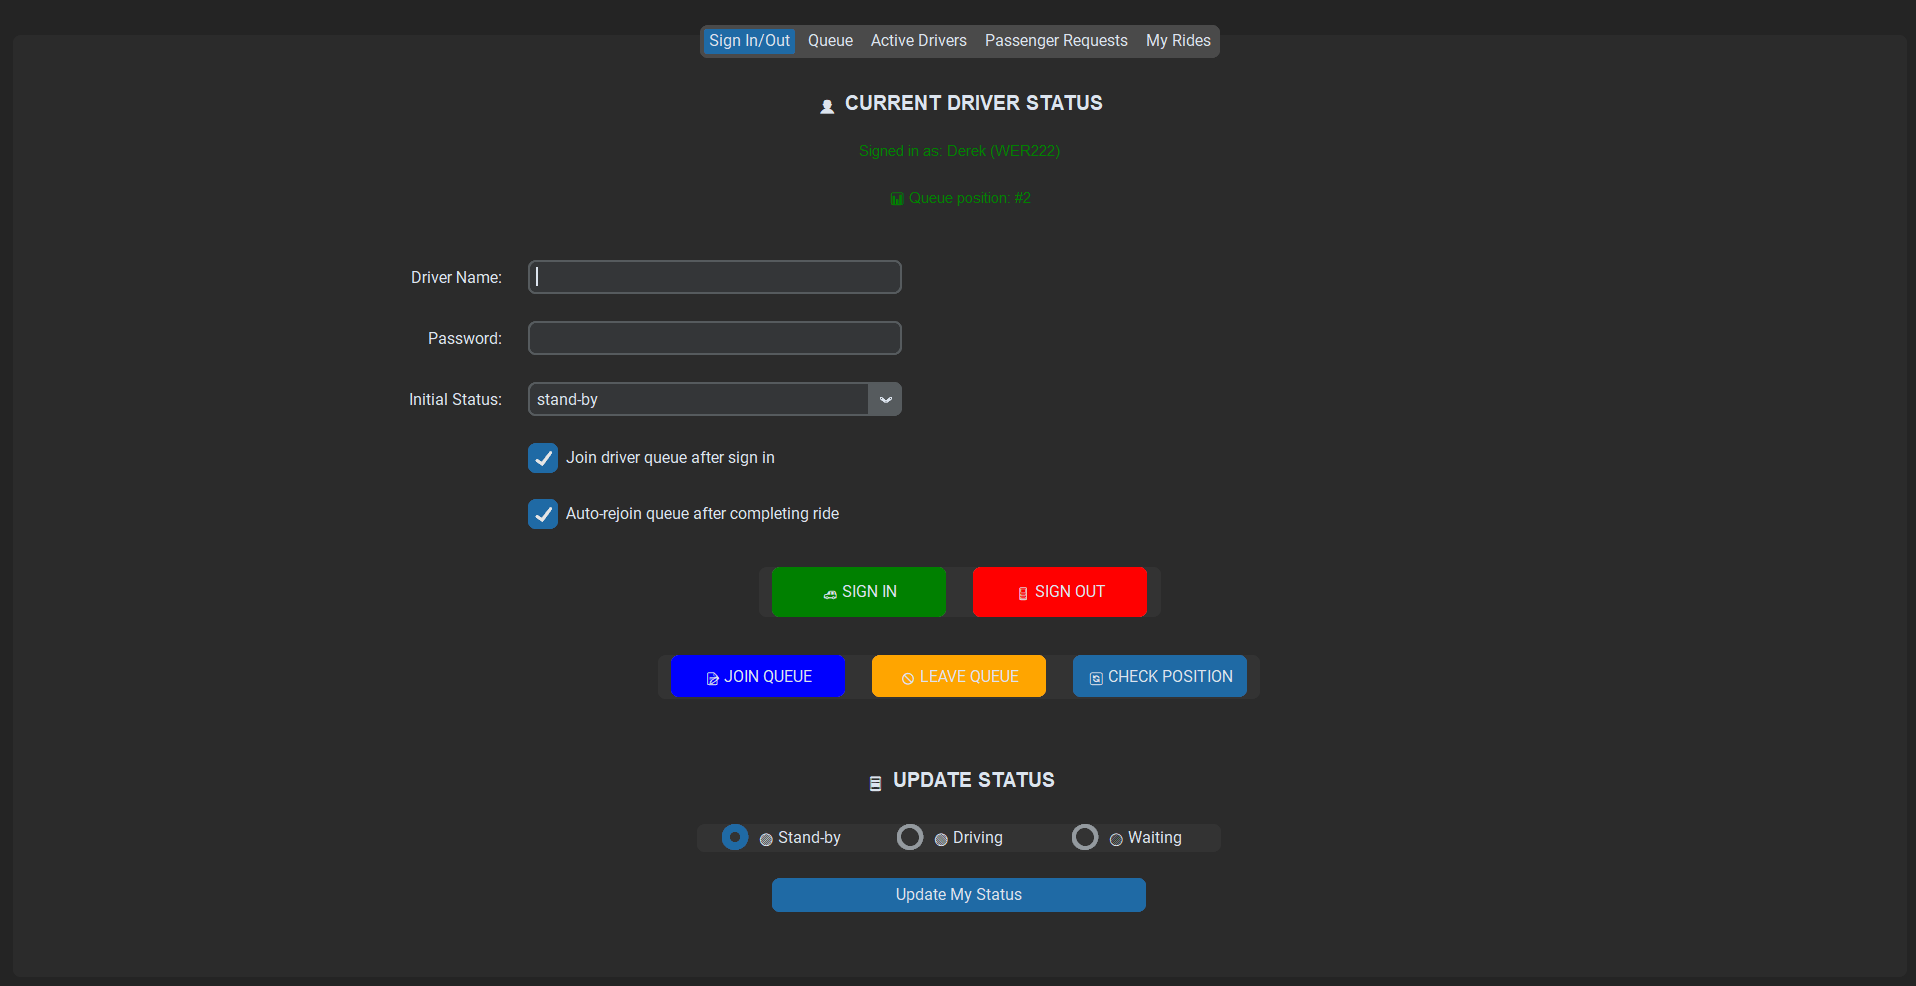 Sign In/Out Queue Active Drivers Passenger Requests My Rides
CURRENT DRIVER STATUS
Signed in as: Derek (WER222)
Queue position: #2
Driver Name:
Password:
Initial Status: stand-by
Join driver queue after sign in
Auto-rejoin queue after completing ride
SIGN IN SIGN OUT
JOIN QUEUE LEAVE QUEUE CHECK POSITION
UPDATE STATUS
Stand-by Driving Waiting
Update My Status